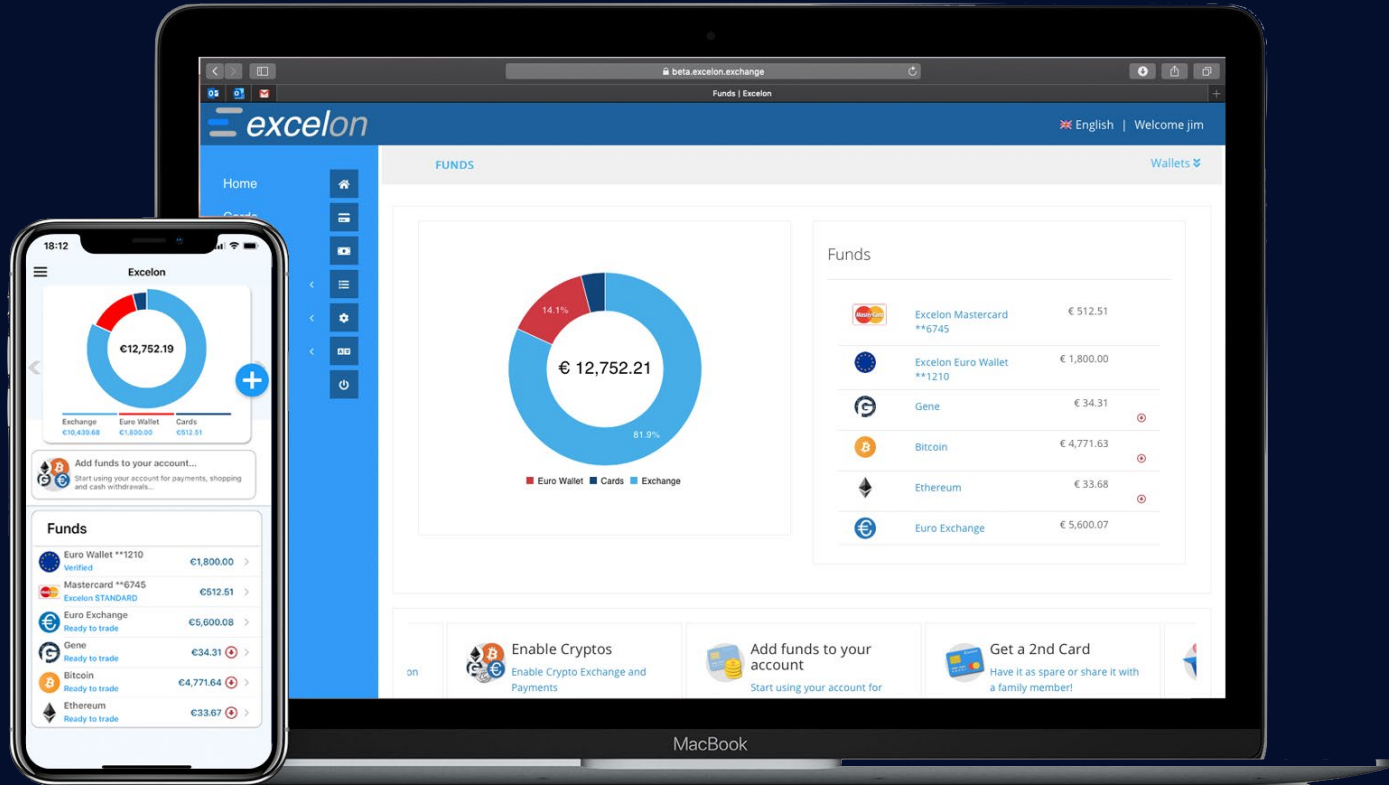 beta.excelon.exchange
Funds | Excelon
excelon
English | Welcome jim
Home
FUNDS
Wallets
14.1%
€ 12,752.21
81.9%
Euro Wallet Cards Exchange
Funds
Excelon Mastercard € 512.51
**6745
Excelon Euro Wallet € 1,800.00
**1210
Gene € 34.31
Bitcoin € 4,771.63
Ethereum € 33.68
Euro Exchange € 5,600.07
on
Enable Cryptos
Enable Crypto Exchange and
Payments
Add funds to your
account
Start using your account for
Get a 2nd Card
Have it as spare or share it with
a family member!
MacBook
18:12
Excelon
€12,752.19
Exchange Euro Wallet Cards
€10,439.68 €1,800.00 €512.51
Add funds to your account...
Start using your account for payments, shopping
and cash withdrawals...
Funds
Euro Wallet **1210
Verified €1,800.00
Mastercard **6745
Excelon STANDARD €512.51
Euro Exchange
Ready to trade €5,600.08
Gene
Ready to trade €34.31
Bitcoin
Ready to trade €4,771.64
Ethereum
Ready to trade €33.67